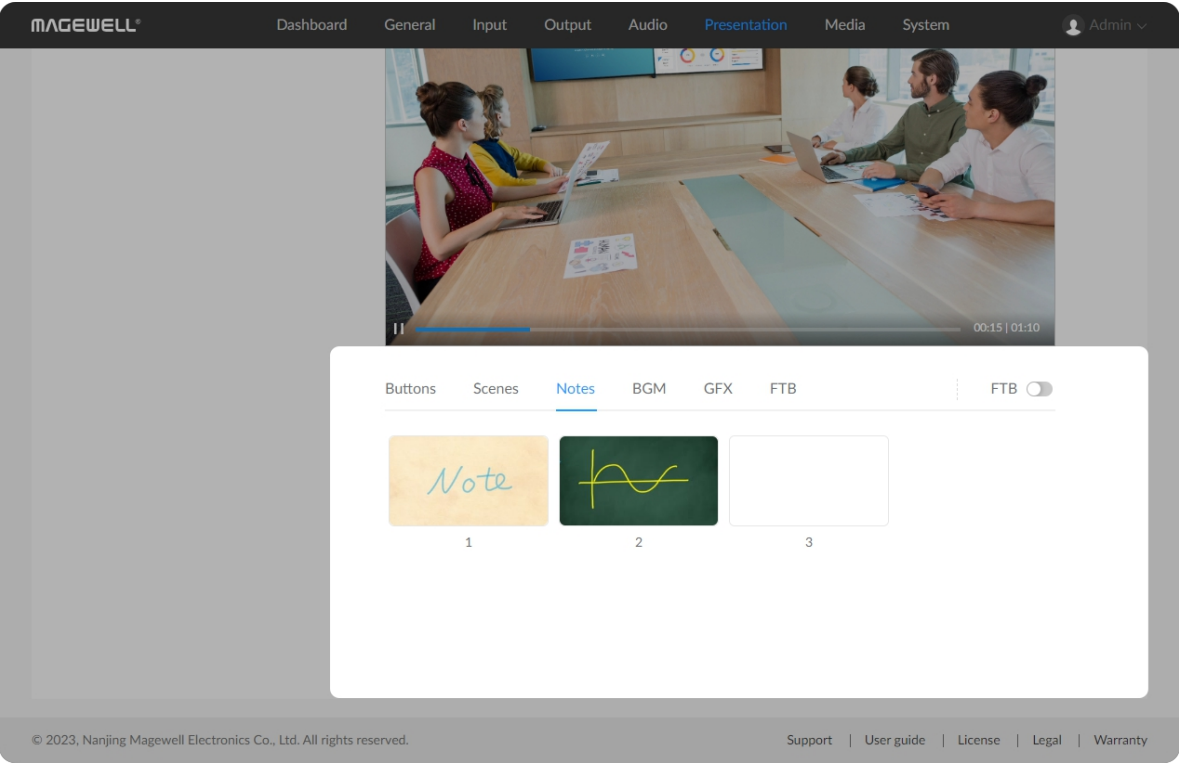 MAGEWELL®
Dashboard General Input Output Audio Presentation Media System Admin
00:15 | 01:10
Buttons Scenes Notes BGM GFX FTB FTB
Note
1 2 3
© 2023, Nanjing Magewell Electronics Co., Ltd. All rights reserved. Support | User guide | License | Legal | Warranty